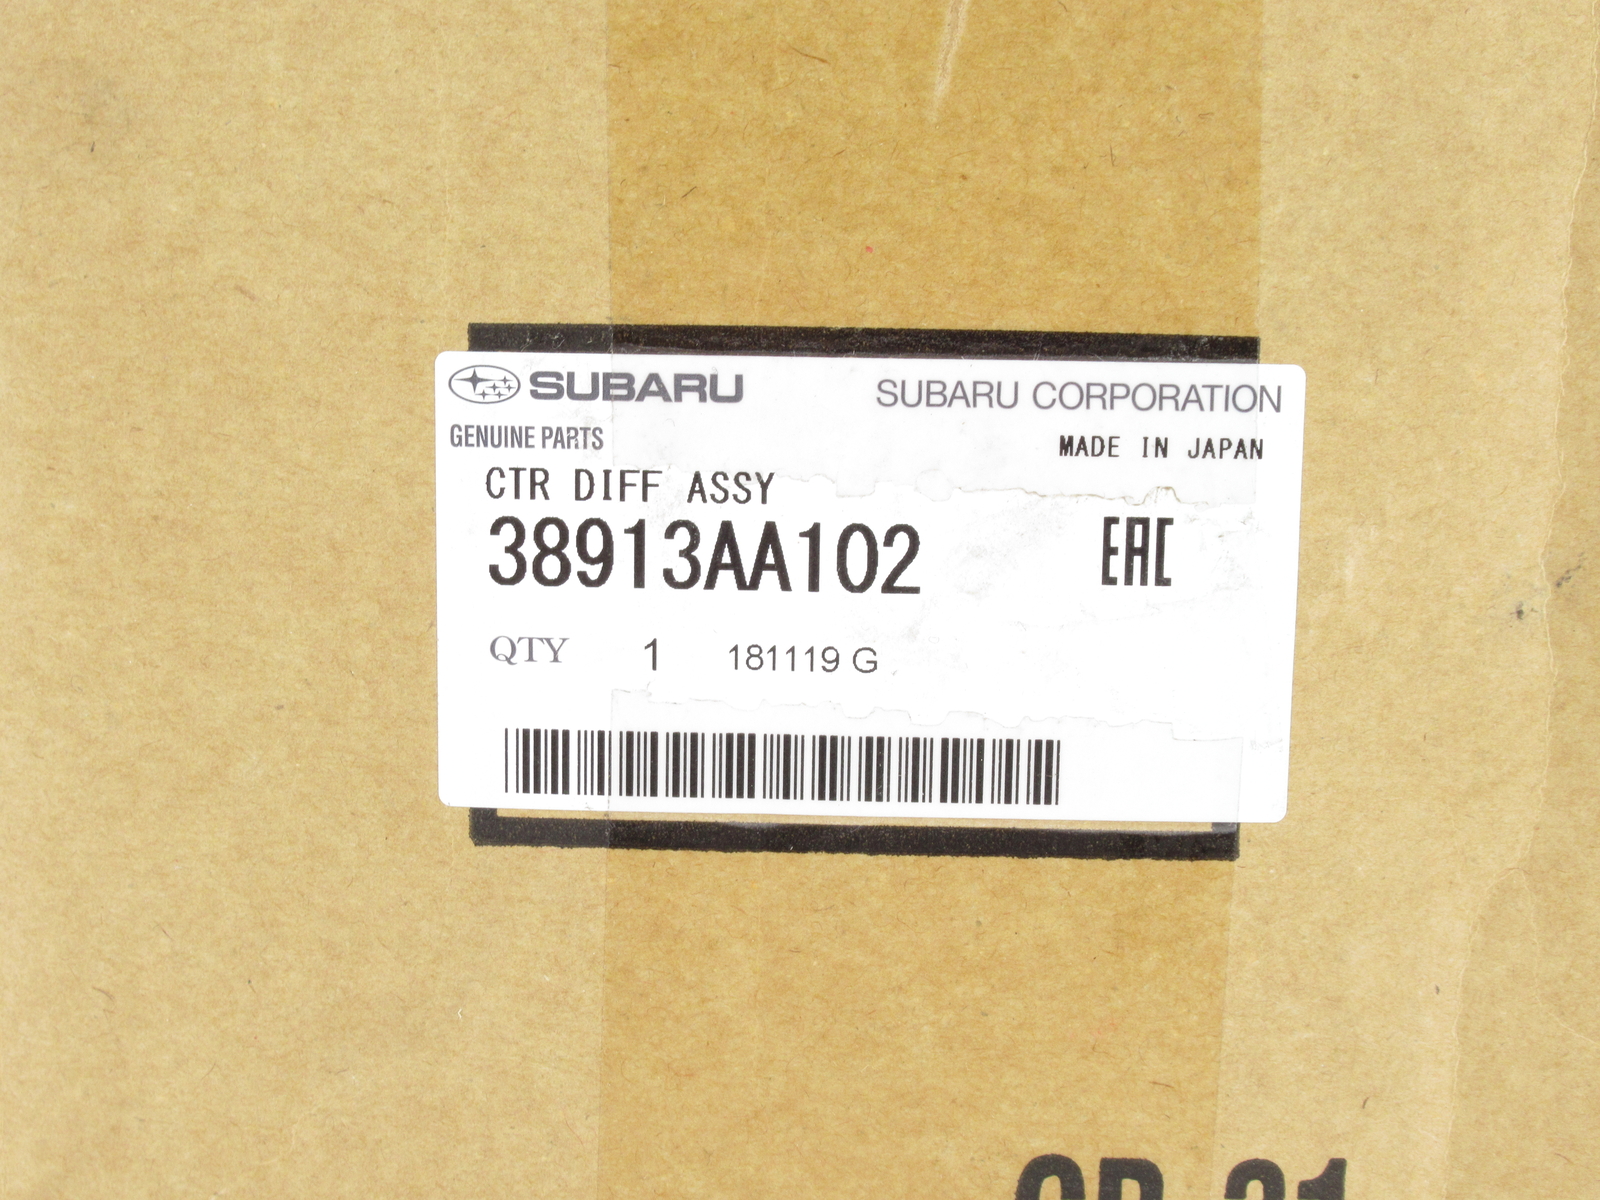 SUBARU SUBARU CORPORATION
GENUINE PARTS MADE IN JAPAN
CTR DIFF ASSY
38913AA102 EAC
QTY 1 181119 G